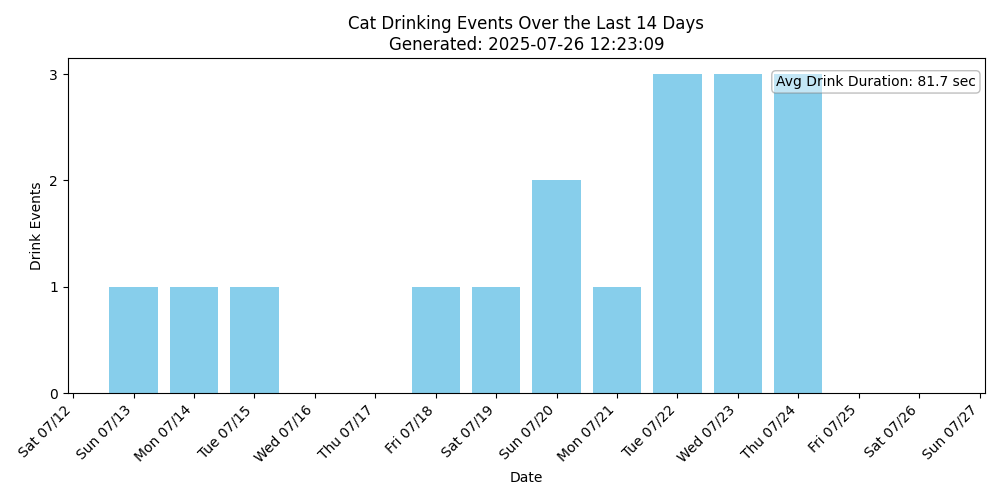 Cat Drinking Events Over the Last 14 Days
Generated: 2025-07-26 12:23:09
Avg Drink Duration: 81.7 sec
Drink Events
3
2
1
0
Sat 07/12
Sun 07/13
Mon 07/14
Tue 07/15
Wed 07/16
Thu 07/17
Fri 07/18
Sat 07/19
Sun 07/20
Mon 07/21
Tue 07/22
Wed 07/23
Thu 07/24
Fri 07/25
Sat 07/26
Sun 07/27
Date